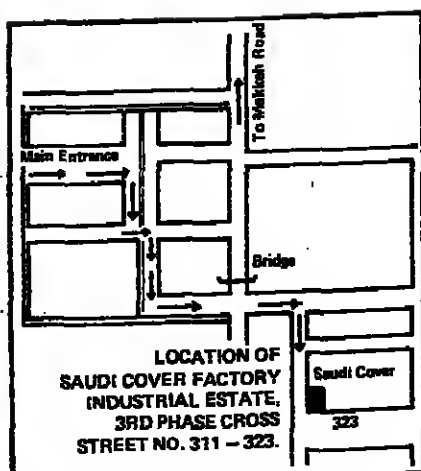 To Makkah Road
Main Entrance
Bridge
LOCATION OF
SAUDI COVER FACTORY
INDUSTRIAL ESTATE,
3RD PHASE CROSS
STREET NO. 311 – 323.
Saudi Cover
323